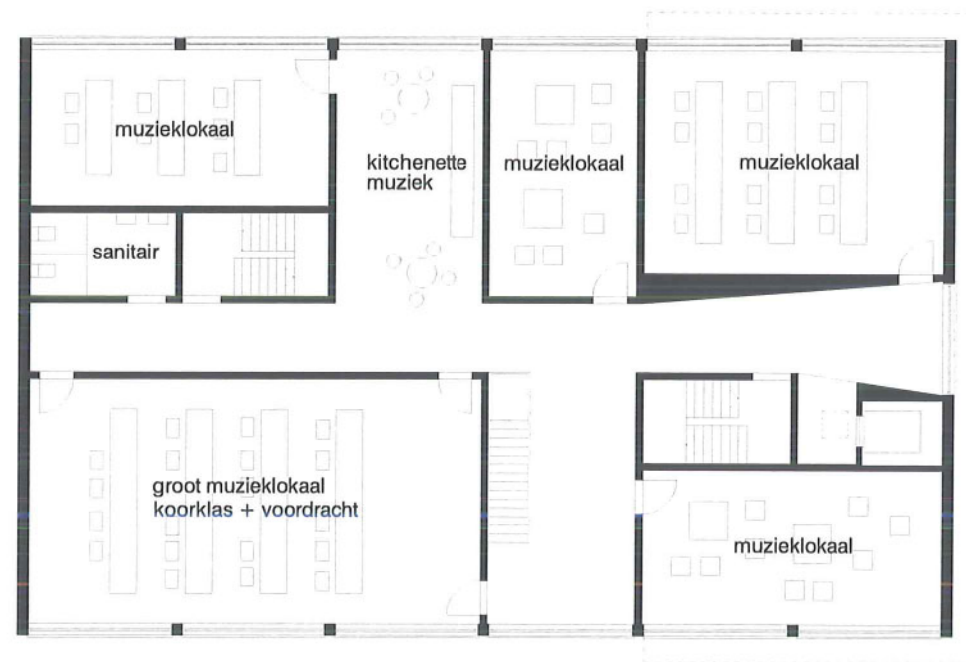 muzieklokaal
kitchenette
muziek
muzieklokaal
muzieklokaal
sanitair
groot muzieklokaal
koorklas + voordracht
muzieklokaal